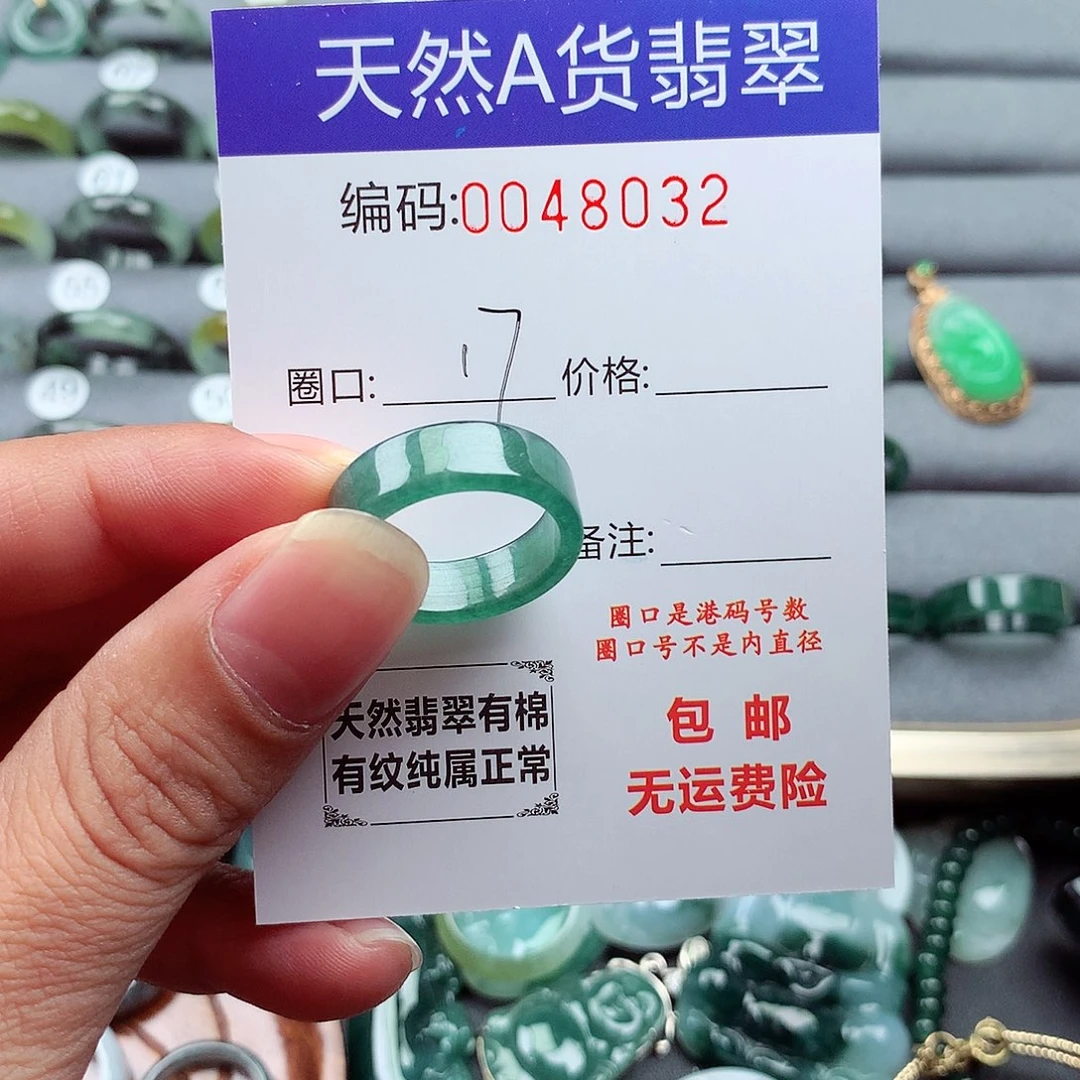 天然A货翡翠
编码:0048032
圈口: 17 价格:
备注:
圈口是港码号数
圈口号不是内直径
天然翡翠有棉
有纹纯属正常
包 邮
无运费险